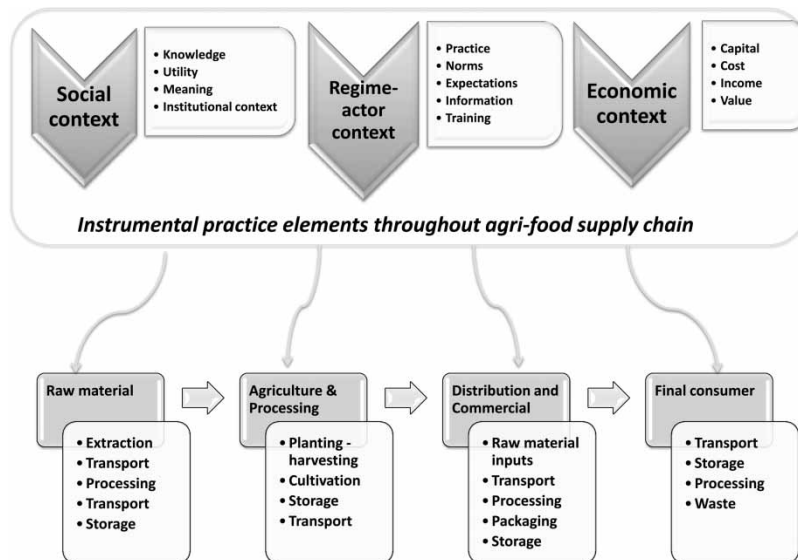 Social
context
• Knowledge
• Utility
• Meaning
• Institutional context
Regime-
actor
context
• Practice
• Norms
• Expectations
• Information
• Training
Economic
context
• Capital
• Cost
• Income
• Value
Instrumental practice elements throughout agri-food supply chain
Raw material
• Extraction
• Transport
• Processing
• Transport
• Storage
Agriculture &
Processing
• Planting -
harvesting
• Cultivation
• Storage
• Transport
Distribution and
Commercial
• Raw material
inputs
• Transport
• Processing
• Packaging
• Storage
Final consumer
• Transport
• Storage
• Processing
• Waste